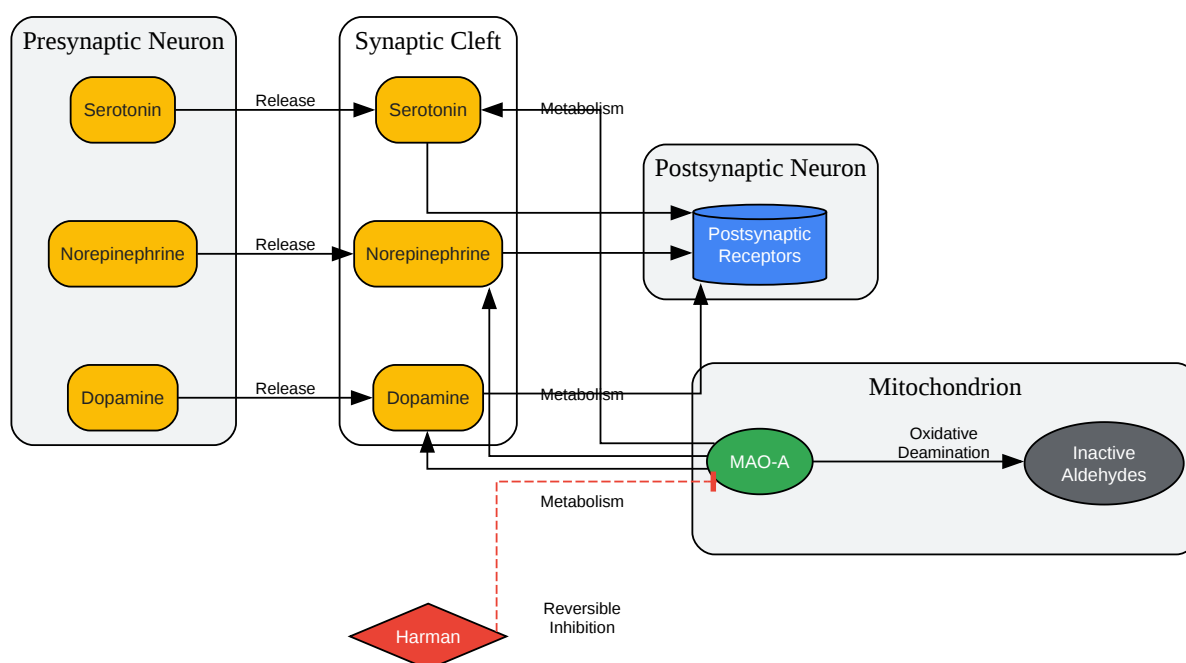 Presynaptic Neuron
Synaptic Cleft
Serotonin
Release
Serotonin
Metabolism
Postsynaptic Neuron
Postsynaptic
Receptors
Norepinephrine
Release
Norepinephrine
Dopamine
Release
Dopamine
Metabolism
Mitochondrion
MAO-A
Oxidative
Deamination
Inactive
Aldehydes
Metabolism
Reversible
Inhibition
Harman